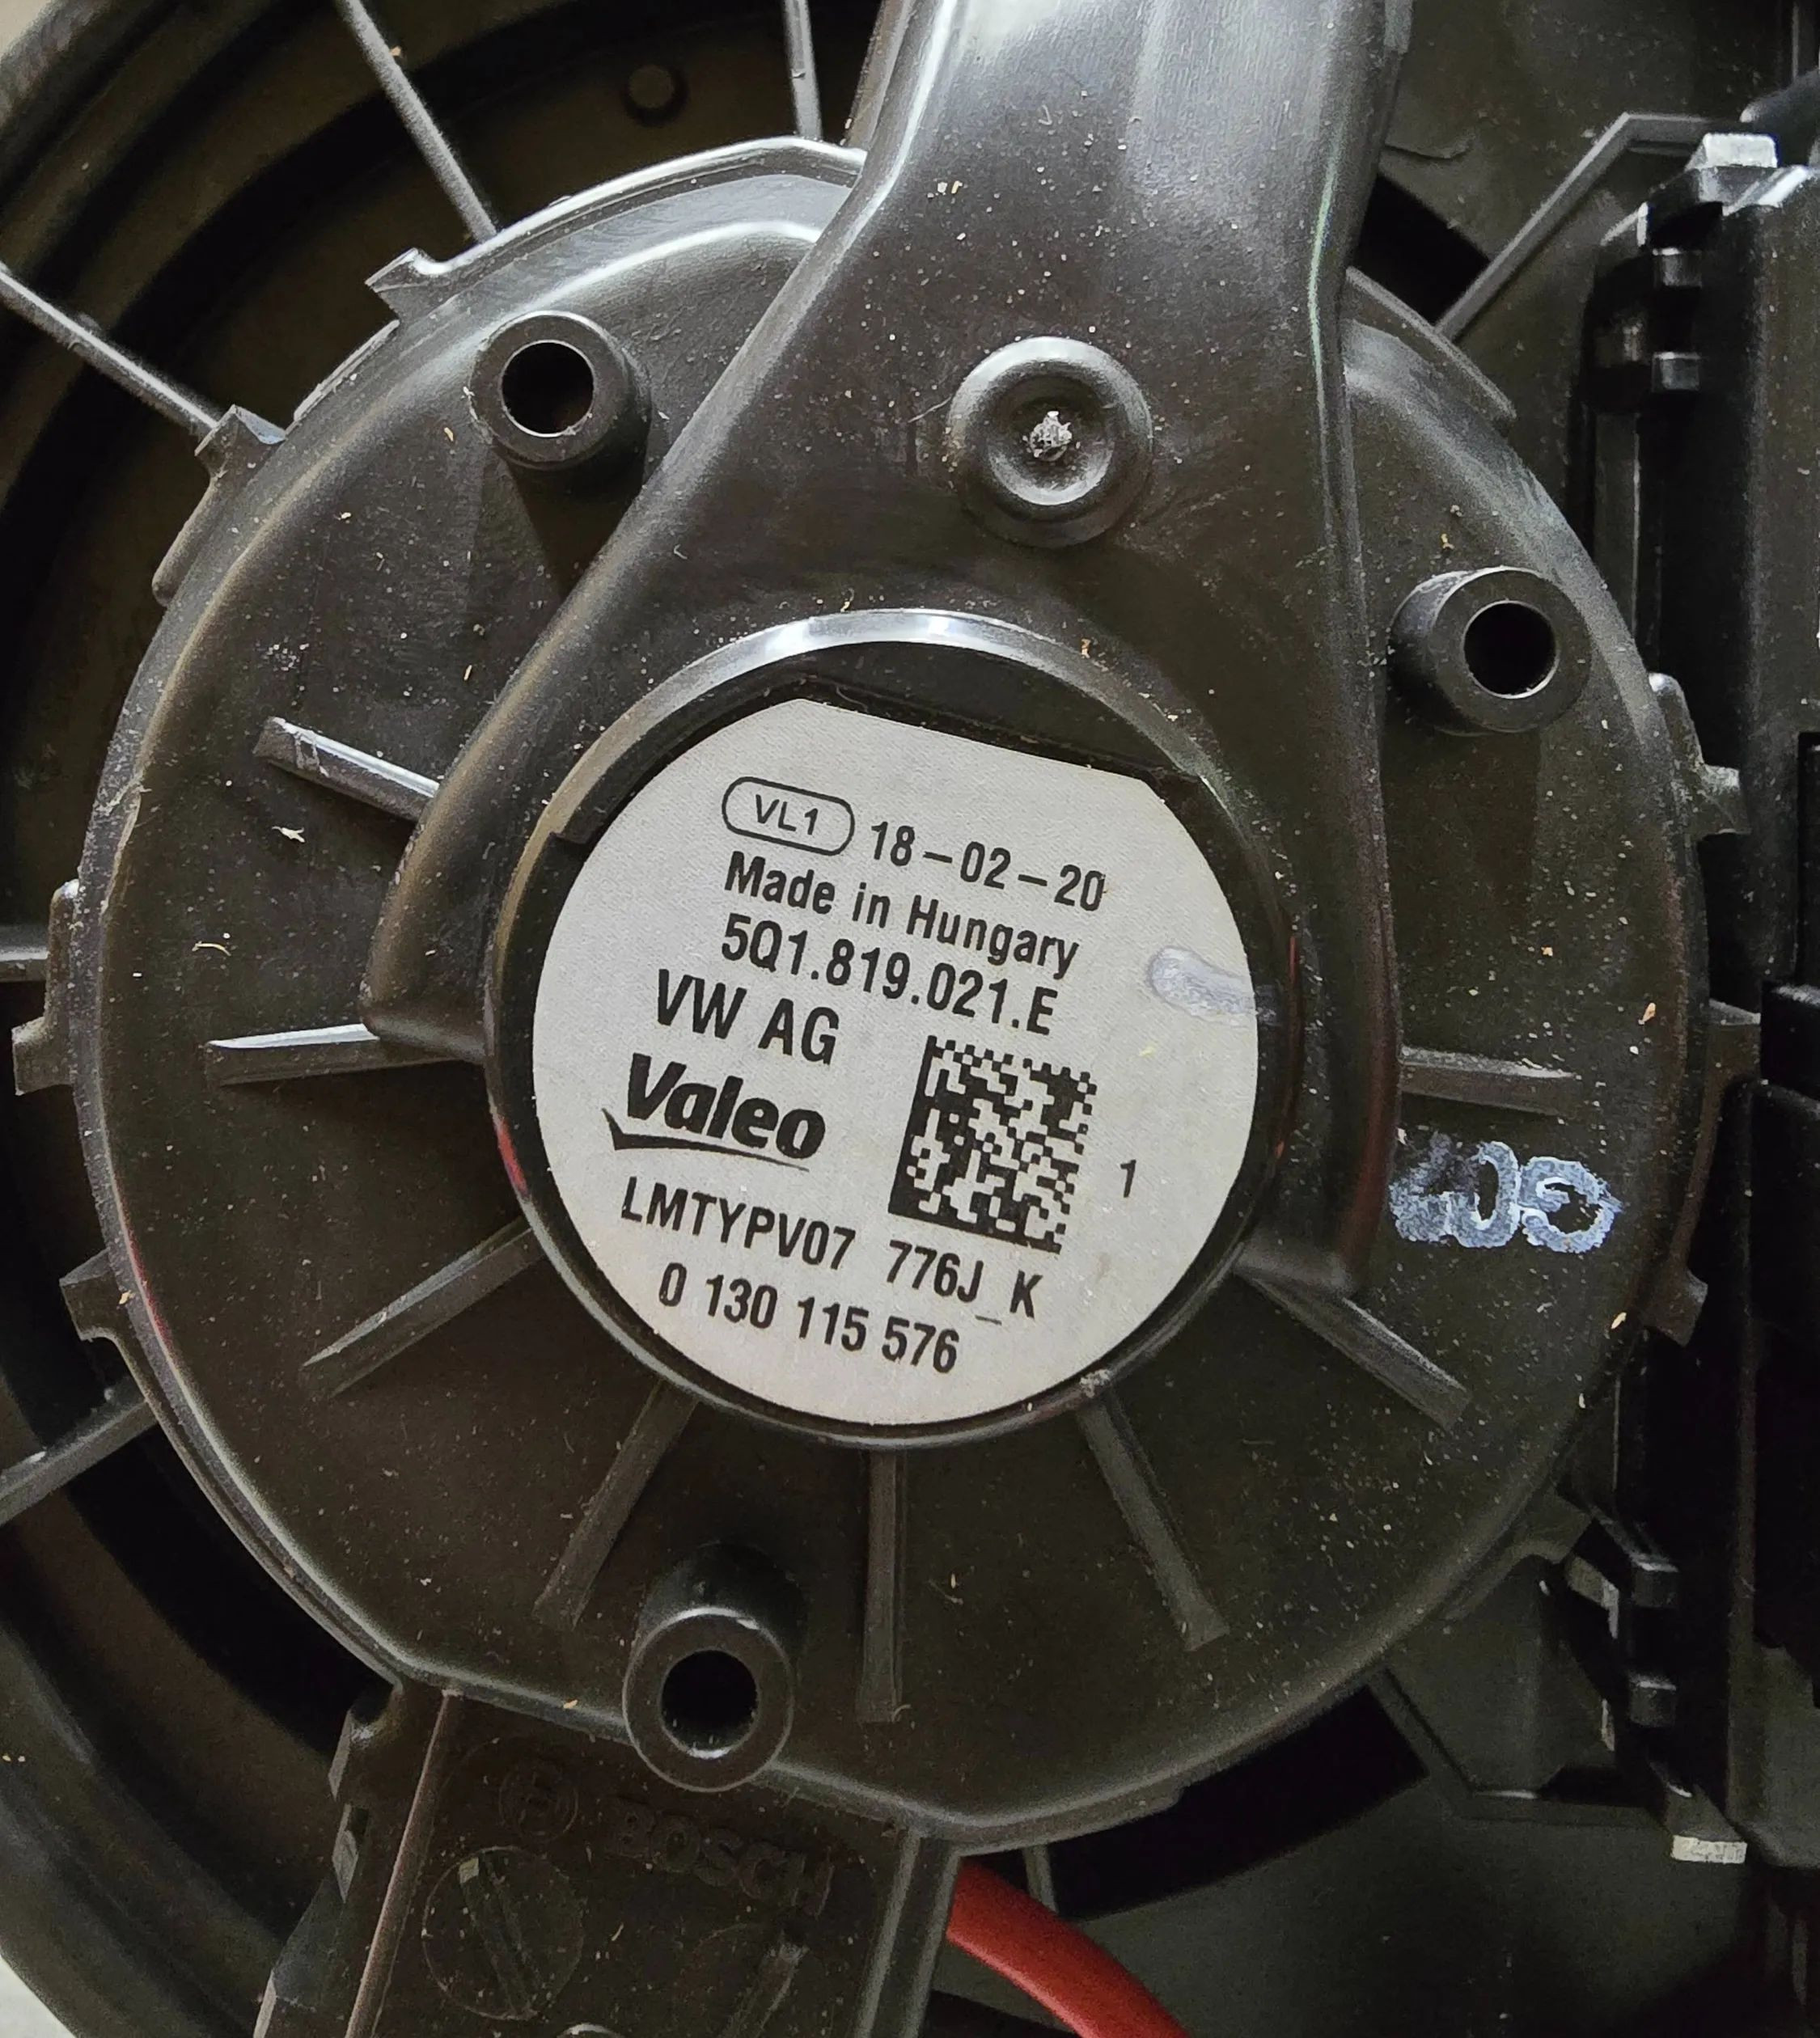 VL1 18-02-20
Made in Hungary
5Q1.819.021.E
VW AG
Valeo
1
LMTYPV07 776J_K
0 130 115 576
BOSCH